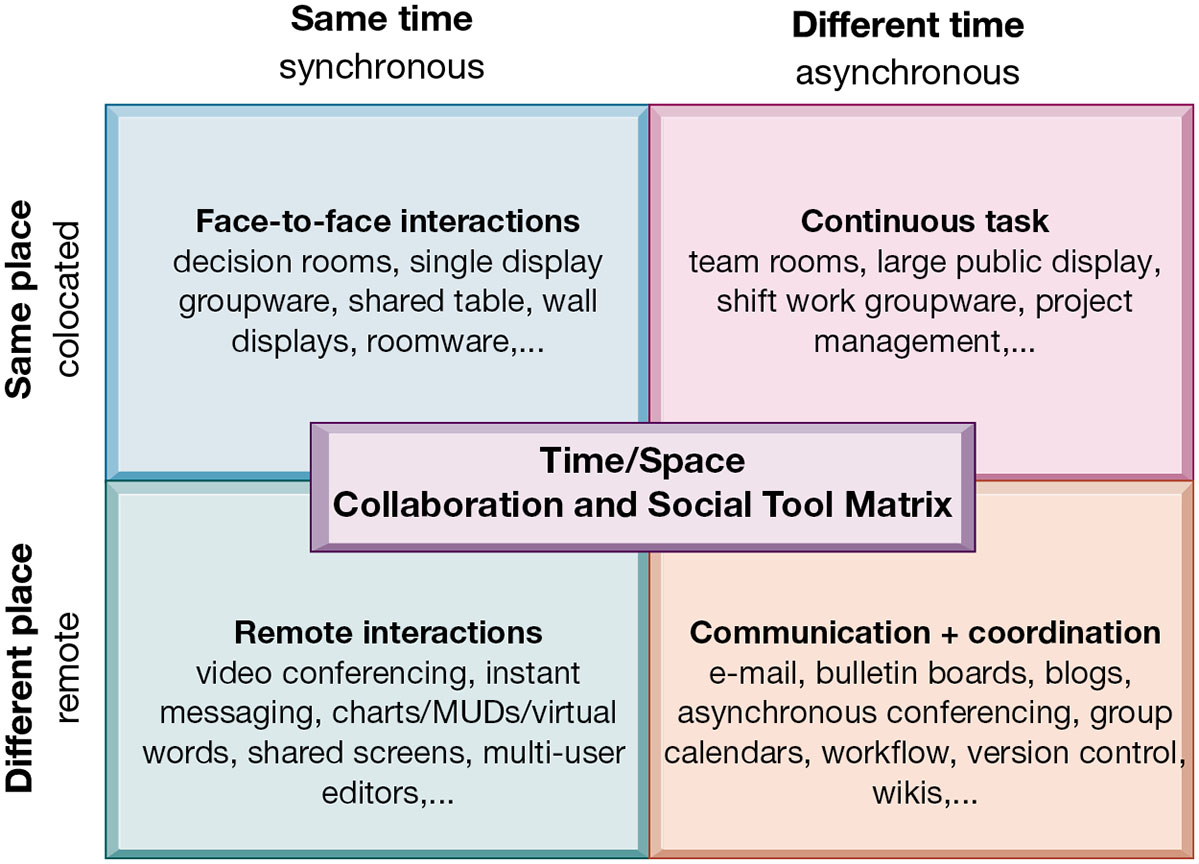 Same time
synchronous
Different time
asynchronous
Same place
colocated
Face-to-face interactions
decision rooms, single display
groupware, shared table, wall
displays, roomware,...
Continuous task
team rooms, large public display,
shift work groupware, project
management,...
Time/Space
Collaboration and Social Tool Matrix
Different place
remote
Remote interactions
video conferencing, instant
messaging, charts/MUDs/virtual
words, shared screens, multi-user
editors,...
Communication + coordination
e-mail, bulletin boards, blogs,
asynchronous conferencing, group
calendars, workflow, version control,
wikis,...